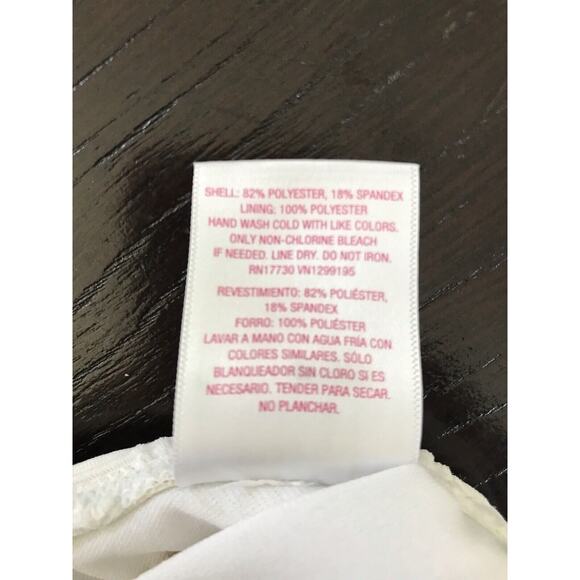 SHELL: 82% POLYESTER, 18% SPANDEX
LINING: 100% POLYESTER
HAND WASH COLD WITH LIKE COLORS.
ONLY NON-CHLORINE BLEACH
IF NEEDED. LINE DRY. DO NOT IRON.
RN17730 VN1299195
REVESTIMIENTO: 82% POLIÉSTER,
18% SPANDEX
FORRO: 100% POLIÉSTER
LAVAR A MANO CON AGUA FRÍA CON
COLORES SIMILARES. SÓLO
BLANQUEADOR SIN CLORO SI ES
NECESARIO. TENDER PARA SECAR.
NO PLANCHAR.